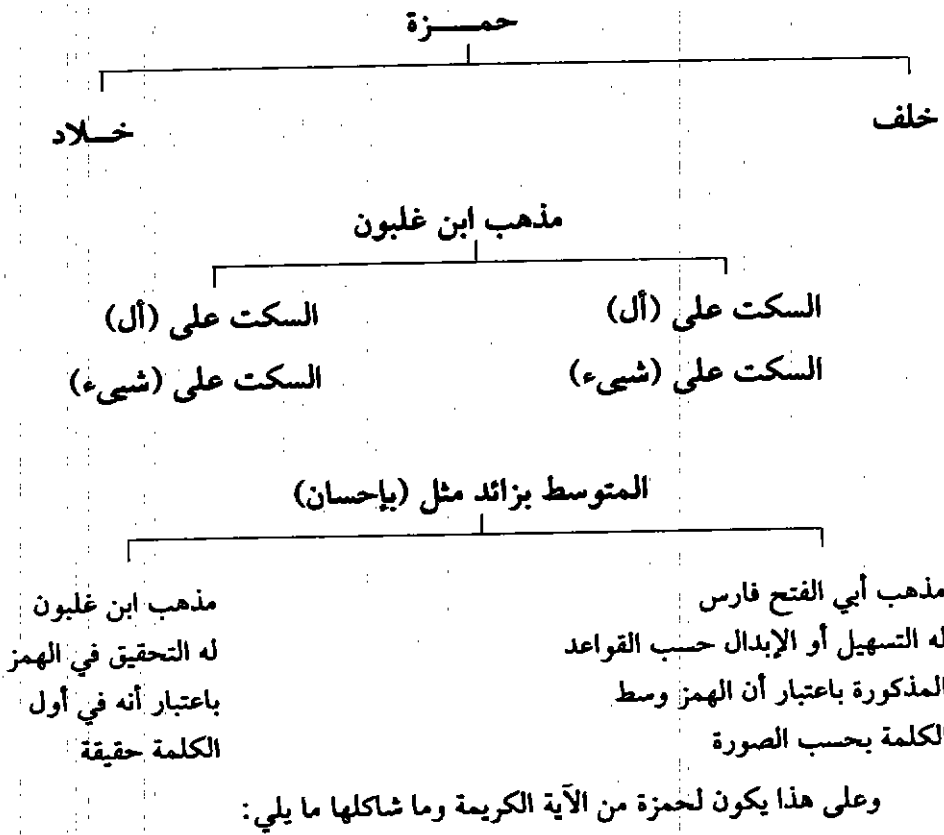 حمـــــزة
خلف
خـــلاد
مذهب ابن غلبون
السكت على (أل)
السكت على (شيىء)
السكت على (أل)
السكت على (شيىء)
المتوسط بزائد مثل (بإحسان)
مذهب أبي الفتح فارس
له التسهيل أو الإبدال حسب القواعد
المذكورة باعتبار أن الهمز وسط
الكلمة بحسب الصورة
مذهب ابن غلبون
له التحقيق في الهمز
باعتبار أنه في أول
الكلمة حقيقة
وعلى هذا يكون لحمزة من الآية الكريمة وما شاكلها ما يلي: